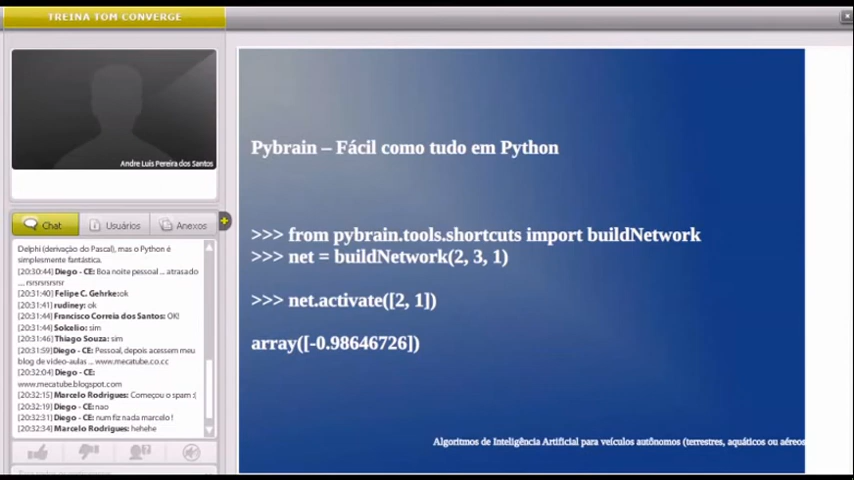 TREINA TOM CONVERGE
Andre Luis Pereira dos Santos
Chat
Usuários
Anexos
Delphi (derivação do Pascal), mas o Python é
simplesmente fantástica.
[20:30:44] Diego - CE: Boa noite pessoal ... atrasado
[20:31:40] Felipe C. Gehrke:ok
[20:31:41] rudiney: ok
[20:31:44] Francisco Correia dos Santos: OK!
[20:31:44] Solcelio: sim
[20:31:46] Thiago Souza: sim
[20:31:59] Diego - CE: Pessoal, depois acessem meu
blog de video-aulas ... www.mecatube.co.cc
[20:32:04] Diego - CE:
www.mecatube.blogspot.com
[20:32:15] Marcelo Rodrigues: Começou o spam :(
[20:32:19] Diego - CE: nao
[20:32:31] Diego - CE: num fiz nada marcelo !
[20:32:34] Marcelo Rodrigues: hehehe
Pybrain – Fácil como tudo em Python
>>> from pybrain.tools.shortcuts import buildNetwork
>>> net = buildNetwork(2, 3, 1)
>>> net.activate([2, 1])
array([-0.98646726])
Algoritmos de Inteligência Artificial para veículos autônomos (terrestres, aquáticos ou aéreos